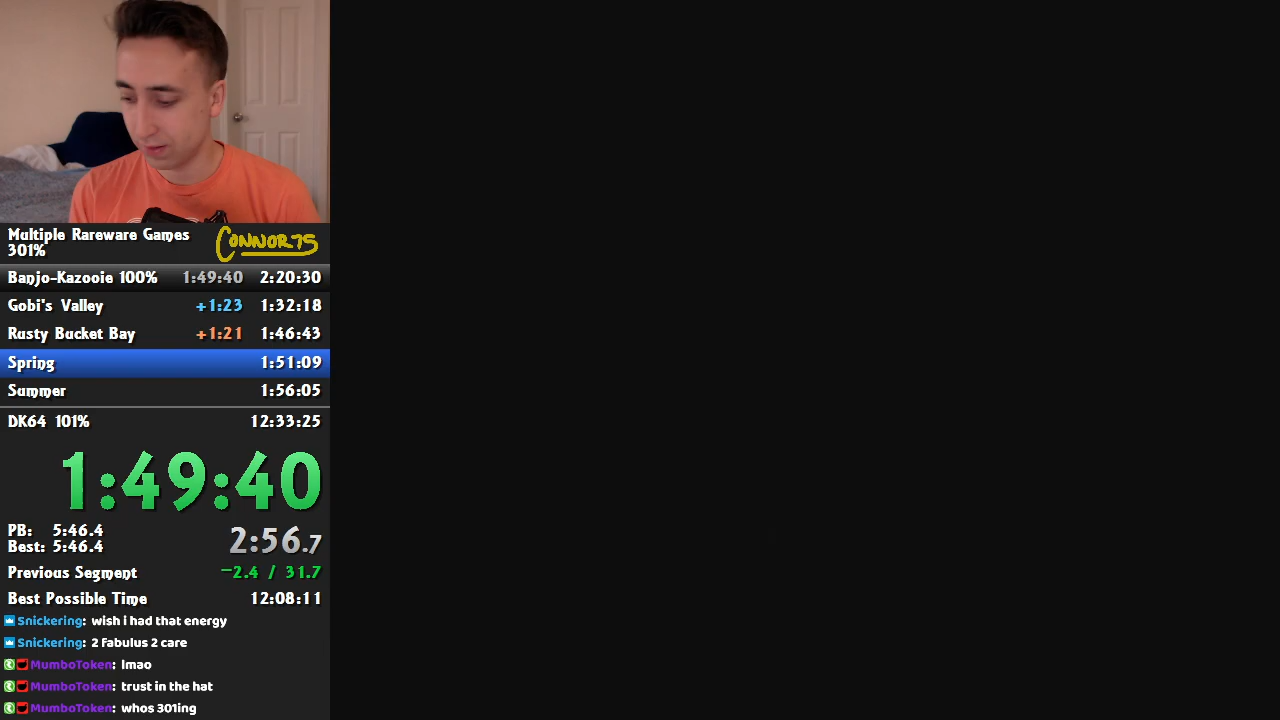 Multiple Rareware Games
301%
CONNOR75
Banjo-Kazooie 100% 1:49:40 2:20:30
Gobi's Valley +1:23 1:32:18
Rusty Bucket Bay +1:21 1:46:43
Spring 1:51:09
Summer 1:56:05
DK64 101% 12:33:25
1:49:40
PB: 5:46.4
Best: 5:46.4
2:56.7
Previous Segment -2.4 / 31.7
Best Possible Time 12:08:11
Snickering: wish i had that energy
Snickering: 2 Fabulus 2 care
MumboToken: lmao
MumboToken: trust in the hat
MumboToken: whos 301ing